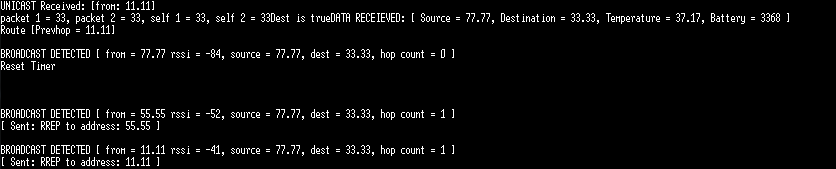 UNICAST Received: [from: 11.11]
packet 1 = 33, packet 2 = 33, self 1 = 33, self 2 = 33Dest is trueDATA RECEIEVED: [ Source = 77.77, Destination = 33.33, Temperature = 37.17, Battery = 3368 ]
Route [Prevhop = 11.11]
BROADCAST DETECTED [ from = 77.77 rssi = -84, source = 77.77, dest = 33.33, hop count = 0 ]
Reset Timer
BROADCAST DETECTED [ from = 55.55 rssi = -52, source = 77.77, dest = 33.33, hop count = 1 ]
[ Sent: RREP to address: 55.55 ]
BROADCAST DETECTED [ from = 11.11 rssi = -41, source = 77.77, dest = 33.33, hop count = 1 ]
[ Sent: RREP to address: 11.11 ]